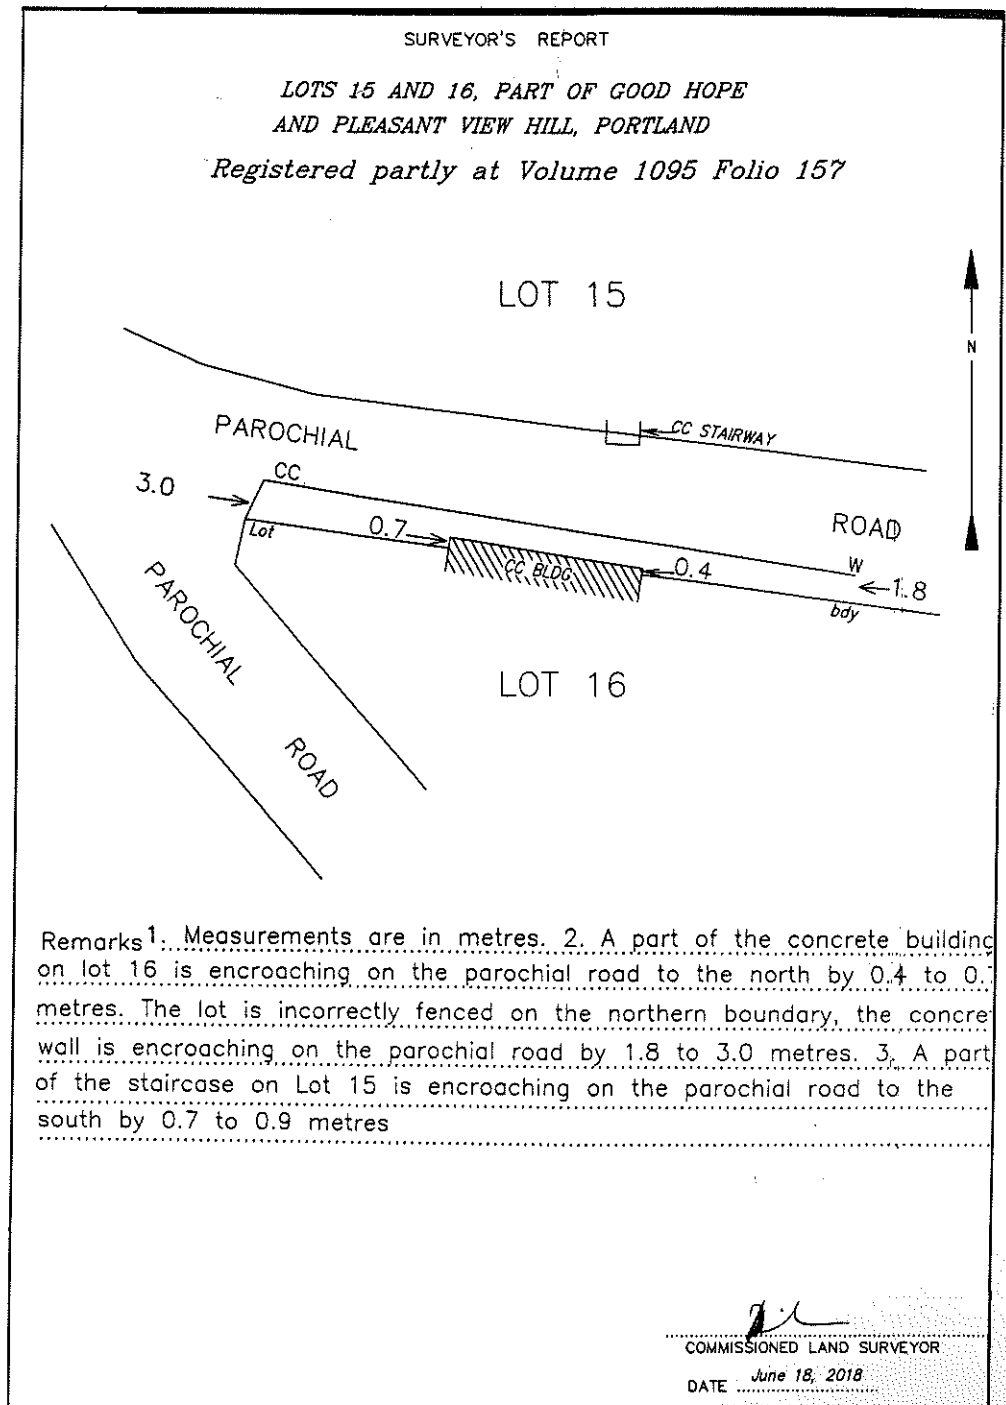 SURVEYOR'S REPORT
LOTS 15 AND 16, PART OF GOOD HOPE
AND PLEASANT VIEW HILL, PORTLAND
Registered partly at Volume 1095 Folio 157
LOT 15
N
PAROCHIAL
CC STAIRWAY
3.0
CC
ROAD
Lot
0.7
CC BLDG
0.4
W
1.8
bdy
PAROCHIAL
LOT 16
ROAD
Remarks 1. Measurements are in metres. 2. A part of the concrete building
on lot 16 is encroaching on the parochial road to the north by 0.4 to 0.7
metres. The lot is incorrectly fenced on the northern boundary, the concre
wall is encroaching on the parochial road by 1.8 to 3.0 metres. 3. A part
of the staircase on Lot 15 is encroaching on the parochial road to the
south by 0.7 to 0.9 metres
COMMISSIONED LAND SURVEYOR
DATE June 18, 2018